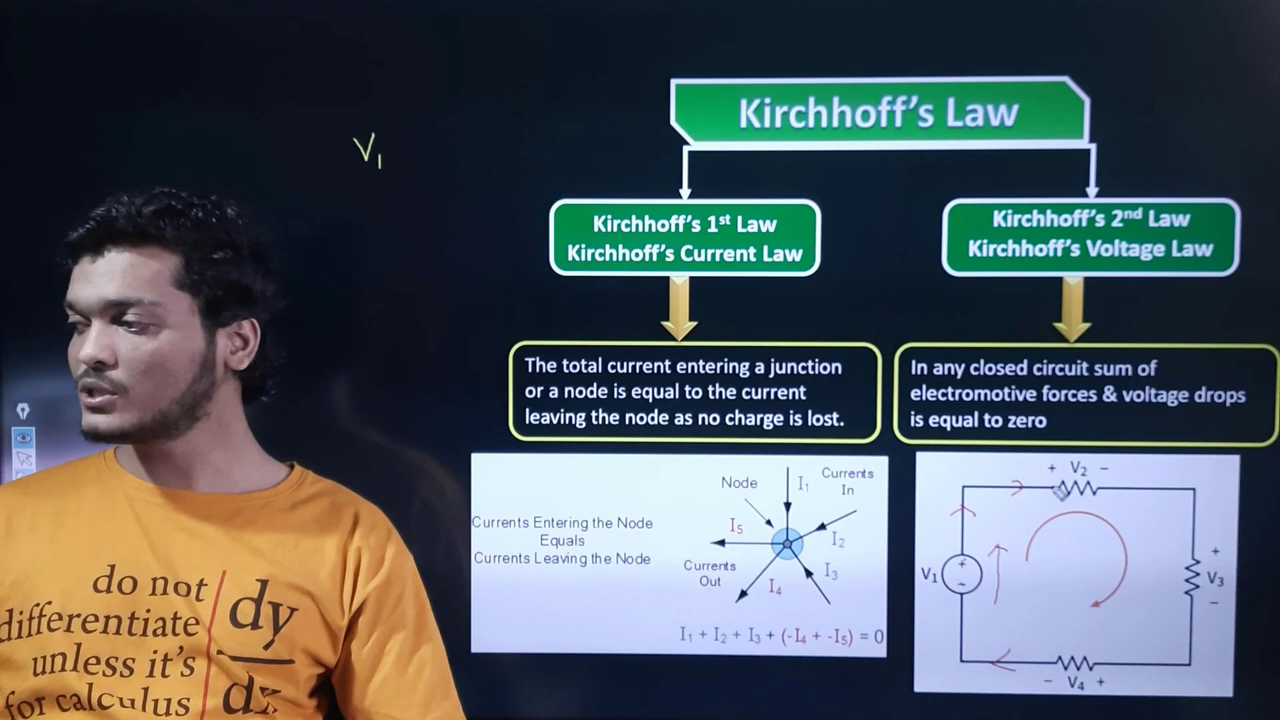 V₁
Kirchhoff's Law
Kirchhoff's 1st Law
Kirchhoff's Current Law
Kirchhoff's 2nd Law
Kirchhoff's Voltage Law
The total current entering a junction
or a node is equal to the current
leaving the node as no charge is lost.
In any closed circuit sum of
electromotive forces & voltage drops
is equal to zero
Currents Entering the Node
Equals
Currents Leaving the Node
Node
I₁
Currents
In
I₅
I₂
Currents
Out
I₄
I₃
I₁ + I₂ + I₃ + (-I₄ + -I₅) = 0
+ V₂ -
V₁
+
-
+
V₃
-
- V₄ +
do not
differentiate
unless it's
for calculus
dy
dx